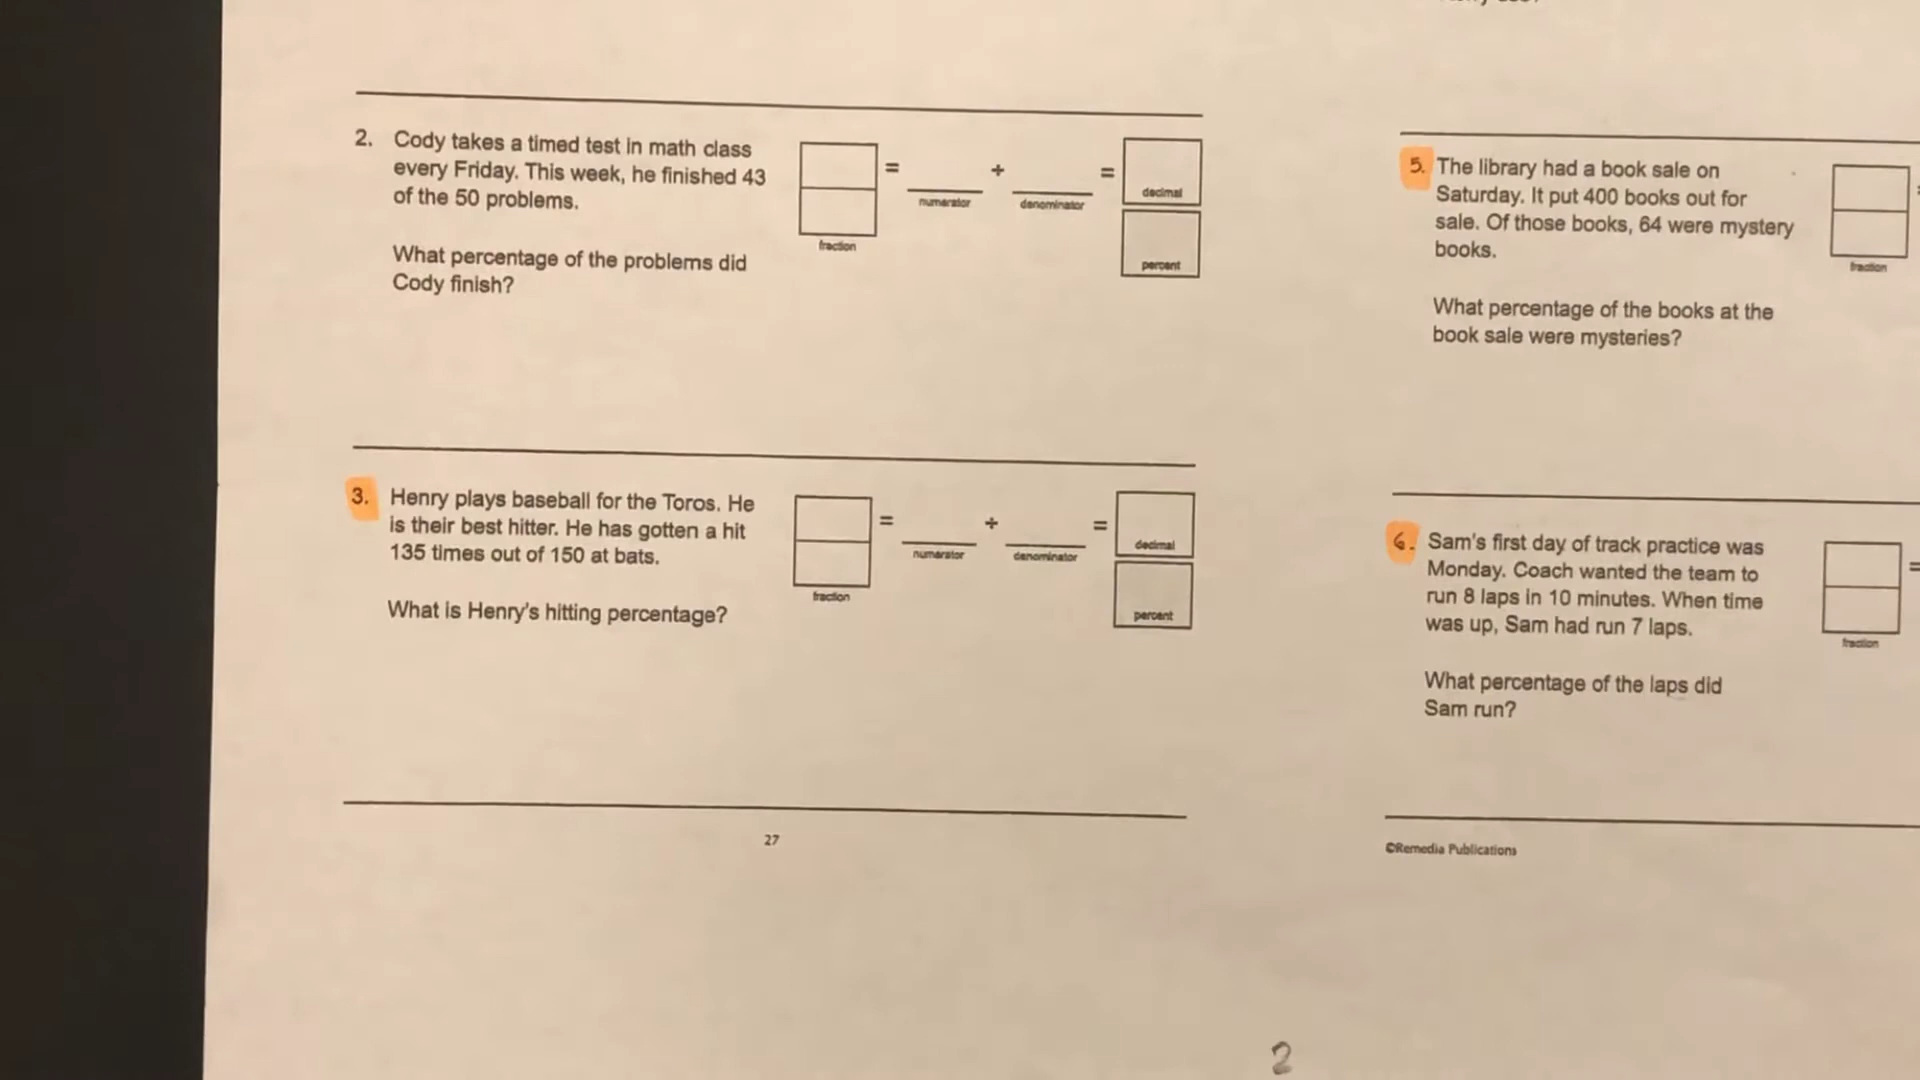 2. Cody takes a timed test in math class
every Friday. This week, he finished 43
of the 50 problems.
What percentage of the problems did
Cody finish?
= ÷ =
numerator denominator
fraction
decimal
percent
3. Henry plays baseball for the Toros. He
is their best hitter. He has gotten a hit
135 times out of 150 at bats.
What is Henry's hitting percentage?
= ÷ =
numerator denominator
fraction
decimal
percent
27
5. The library had a book sale on
Saturday. It put 400 books out for
sale. Of those books, 64 were mystery
books.
What percentage of the books at the
book sale were mysteries?
fraction
6. Sam's first day of track practice was
Monday. Coach wanted the team to
run 8 laps in 10 minutes. When time
was up, Sam had run 7 laps.
What percentage of the laps did
Sam run?
=
fraction
©Remedia Publications
2